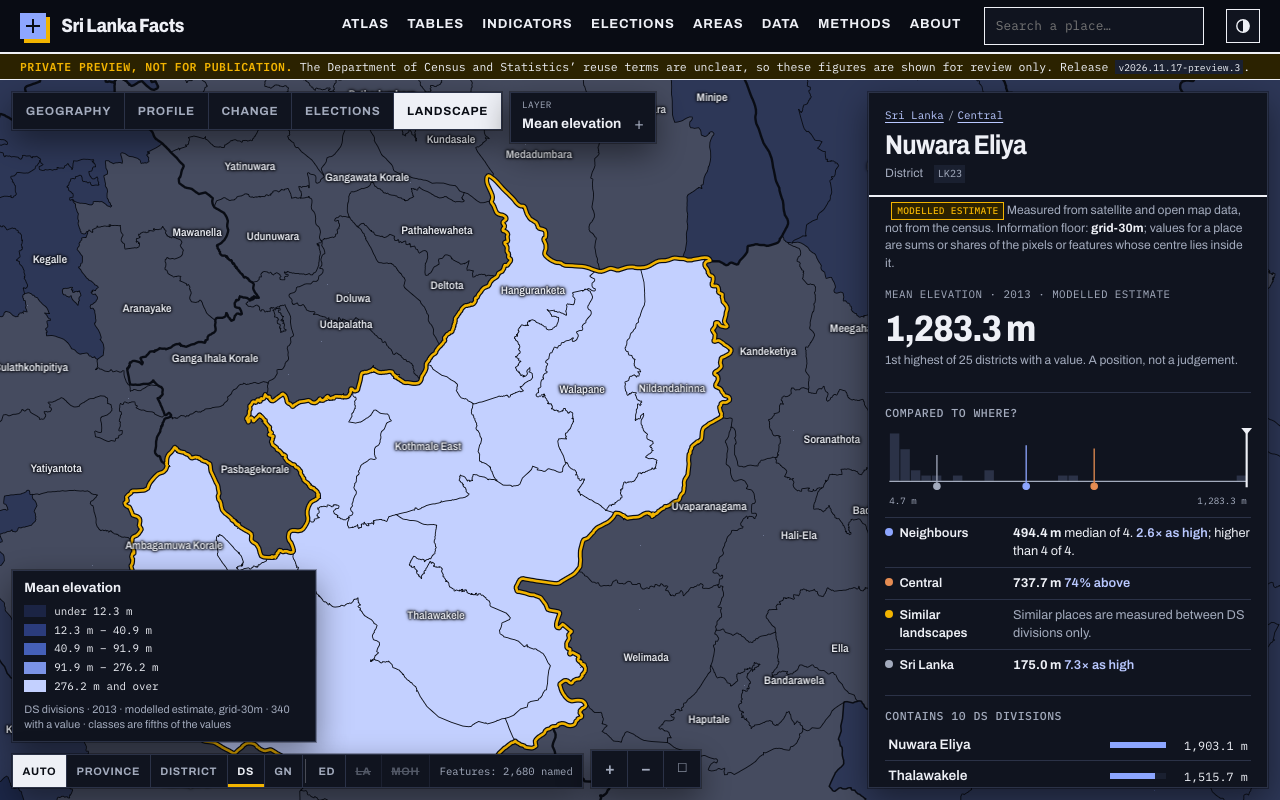 Sri Lanka Facts
ATLAS TABLES INDICATORS ELECTIONS AREAS DATA METHODS ABOUT
Search a place…
PRIVATE PREVIEW, NOT FOR PUBLICATION. The Department of Census and Statistics’ reuse terms are unclear, so these figures are shown for review only. Release v2026.11.17-preview.3.
GEOGRAPHY PROFILE CHANGE ELECTIONS LANDSCAPE
LAYER
Mean elevation +
Minipe
Kundasale
Medadumbara
Yatinuwara
Gangawata Korale
Mawanella
Udunuwara
Pathahewaheta
Kegalle
Deltota
Hanguranketa
Doluwa
Aranayake
Udapalatha
Ganga Ihala Korale
Kandeketiya
Walapane
Nildandahinna
Kothmale East
Soranathota
Yatiyantota
Pasbagekorale
Uvaparanagama
Hali-Ela
Ambagamuwa Korale
Thalawakele
Welimada
Ella
Bandarawela
Haputale
Mean elevation
under 12.3 m
12.3 m – 40.9 m
40.9 m – 91.9 m
91.9 m – 276.2 m
276.2 m and over
DS divisions · 2013 · modelled estimate, grid-30m · 340
with a value · classes are fifths of the values
AUTO PROVINCE DISTRICT DS GN ED LA MOH Features: 2,680 named
+ −
Sri Lanka / Central
Nuwara Eliya
District LK23
MODELLED ESTIMATE Measured from satellite and open map data,
not from the census. Information floor: grid-30m; values for a place
are sums or shares of the pixels or features whose centre lies inside
it.
MEAN ELEVATION · 2013 · MODELLED ESTIMATE
1,283.3 m
1st highest of 25 districts with a value. A position, not a judgement.
COMPARED TO WHERE?
4.7 m 1,283.3 m
Neighbours 494.4 m median of 4. 2.6× as high; higher
than 4 of 4.
Central 737.7 m 74% above
Similar landscapes Similar places are measured between DS
divisions only.
Sri Lanka 175.0 m 7.3× as high
CONTAINS 10 DS DIVISIONS
Nuwara Eliya 1,903.1 m
Thalawakele 1,515.7 m